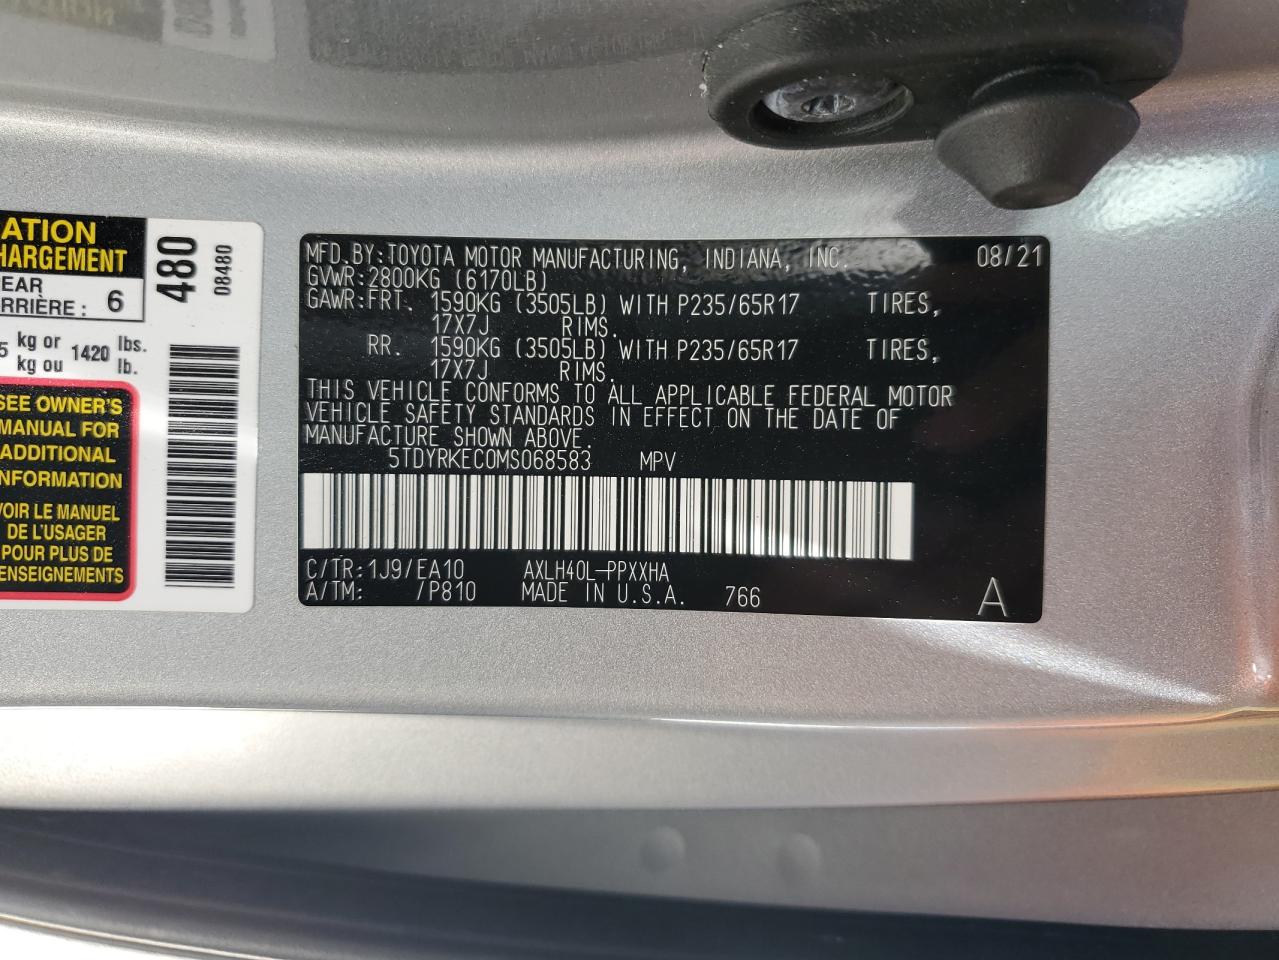 ATION
HARGEMENT
EAR
ARRIÈRE : 6
5 kg or 1420 lbs.
kg ou lb.
SEE OWNER'S
MANUAL FOR
ADDITIONAL
INFORMATION
VOIR LE MANUEL
DE L'USAGER
POUR PLUS DE
ENSEIGNEMENTS
480
08480
MFD.BY:TOYOTA MOTOR MANUFACTURING, INDIANA, INC. 08/21
GVWR:2800KG (6170LB)
GAWR:FRT. 1590KG (3505LB) WITH P235/65R17 TIRES,
17X7J RIMS.
RR. 1590KG (3505LB) WITH P235/65R17 TIRES,
17X7J RIMS.
THIS VEHICLE CONFORMS TO ALL APPLICABLE FEDERAL MOTOR
VEHICLE SAFETY STANDARDS IN EFFECT ON THE DATE OF
MANUFACTURE SHOWN ABOVE.
5TDYRKEC0MS068583 MPV
C/TR:1J9/EA10 AXLH40L-PPXXHA
A/TM: /P810 MADE IN U.S.A. 766 A